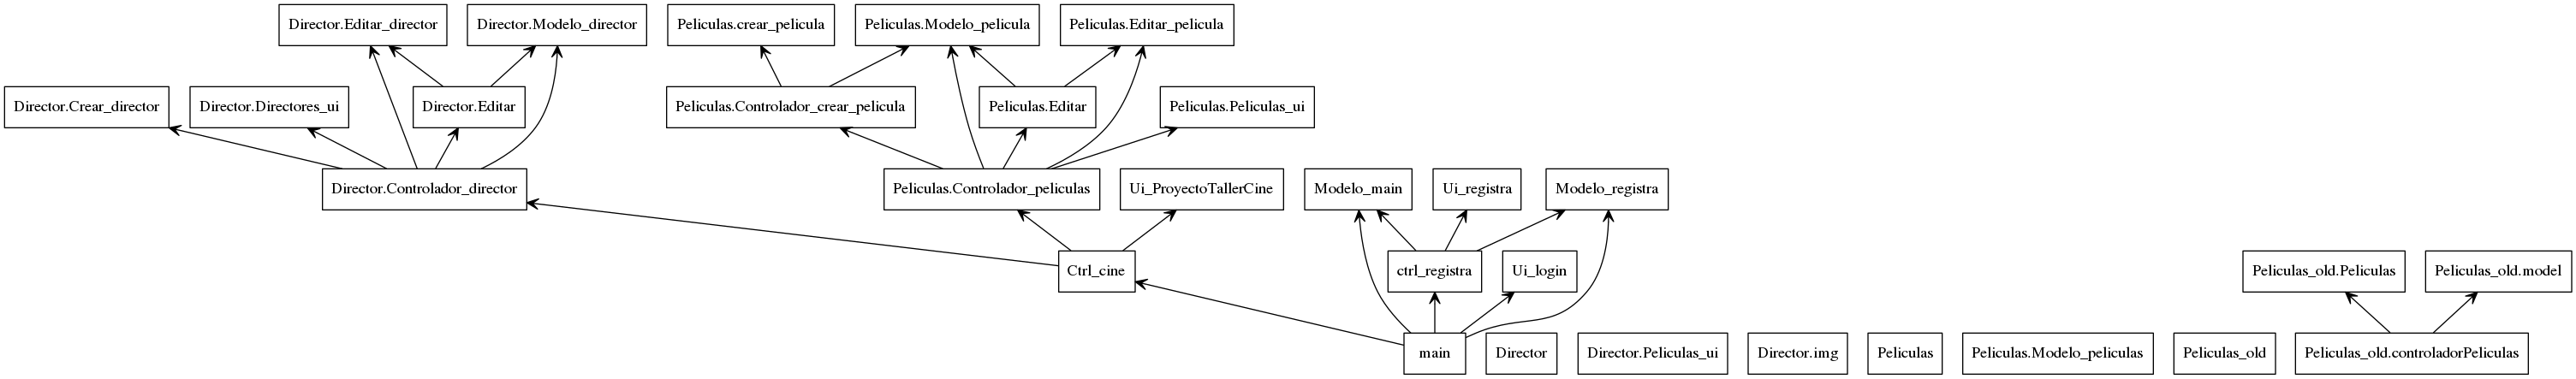 Director.Editar_director
Director.Modelo_director
Peliculas.crear_pelicula
Peliculas.Modelo_pelicula
Peliculas.Editar_pelicula
Director.Crear_director
Director.Directores_ui
Director.Editar
Peliculas.Controlador_crear_pelicula
Peliculas.Editar
Peliculas.Peliculas_ui
Director.Controlador_director
Peliculas.Controlador_peliculas
Ui_ProyectoTallerCine
Modelo_main
Ui_registra
Modelo_registra
Ctrl_cine
ctrl_registra
Ui_login
Peliculas_old.Peliculas
Peliculas_old.model
main
Director
Director.Peliculas_ui
Director.img
Peliculas
Peliculas.Modelo_peliculas
Peliculas_old
Peliculas_old.controladorPeliculas